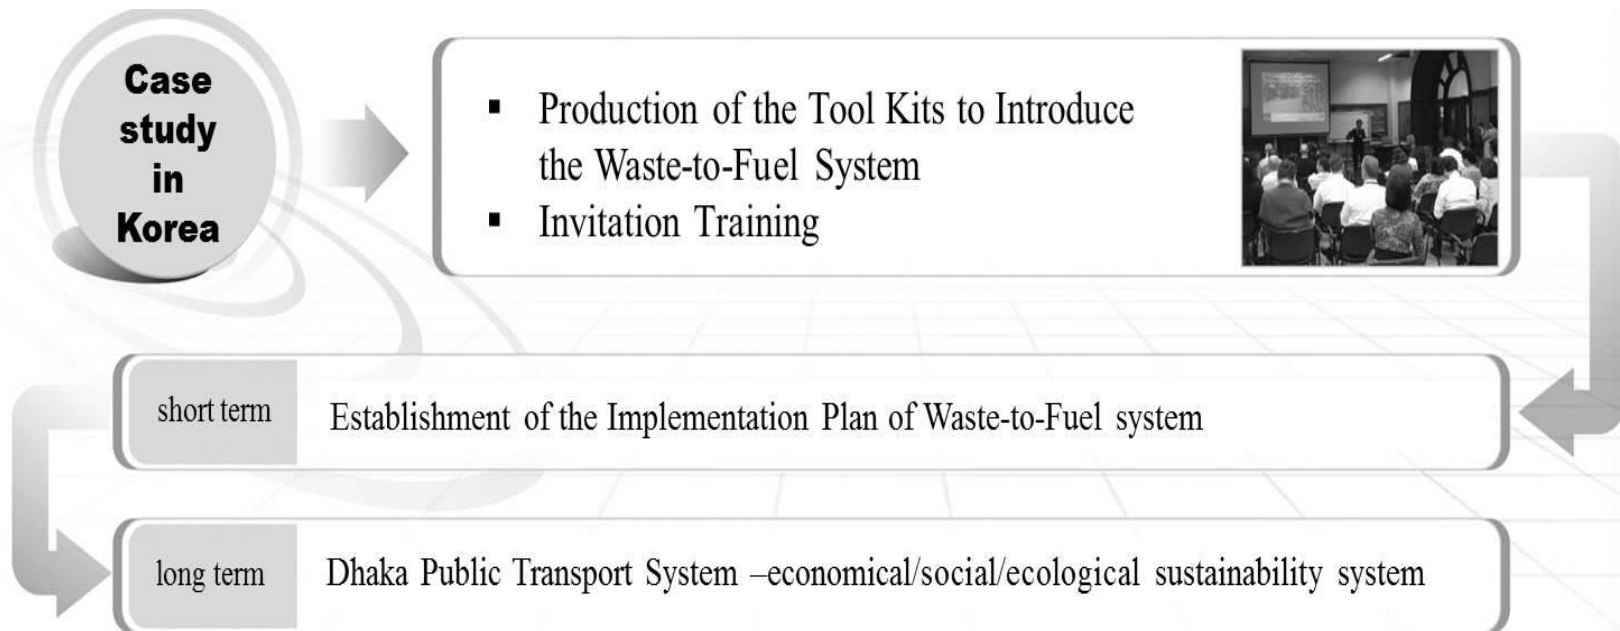 Case
study
in
Korea
▪ Production of the Tool Kits to Introduce
the Waste-to-Fuel System
▪ Invitation Training
short term
Establishment of the Implementation Plan of Waste-to-Fuel system
long term
Dhaka Public Transport System –economical/social/ecological sustainability system